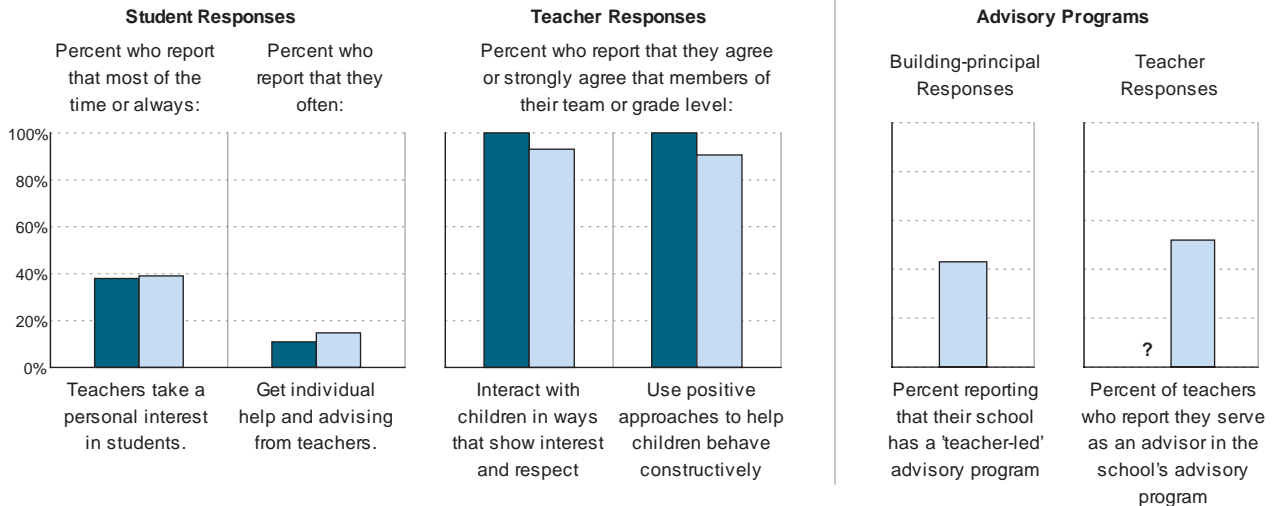 Student Responses
Percent who report
that most of the
time or always:
Percent who
report that they
often:
100%
80%
60%
40%
20%
0%
Teachers take a
personal interest
in students.
Get individual
help and advising
from teachers.
Teacher Responses
Percent who report that they agree
or strongly agree that members of
their team or grade level:
Interact with
children in ways
that show interest
and respect
Use positive
approaches to help
children behave
constructively
Advisory Programs
Building-principal
Responses
Percent reporting
that their school
has a 'teacher-led'
advisory program
Teacher
Responses
?
Percent of teachers
who report they serve
as an advisor in the
school's advisory
program